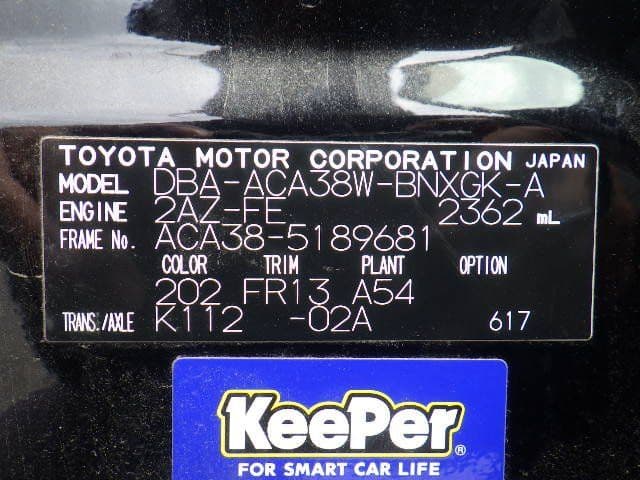 TOYOTA MOTOR CORPORATION JAPAN
MODEL DBA-ACA38W-BNXGK-A
ENGINE 2AZ-FE 2362 mL
FRAME No. ACA38-5189681
COLOR TRIM PLANT OPTION
202 FR13 A54
TRANS./AXLE K112 -02A 617
KeePer®
FOR SMART CAR LIFE